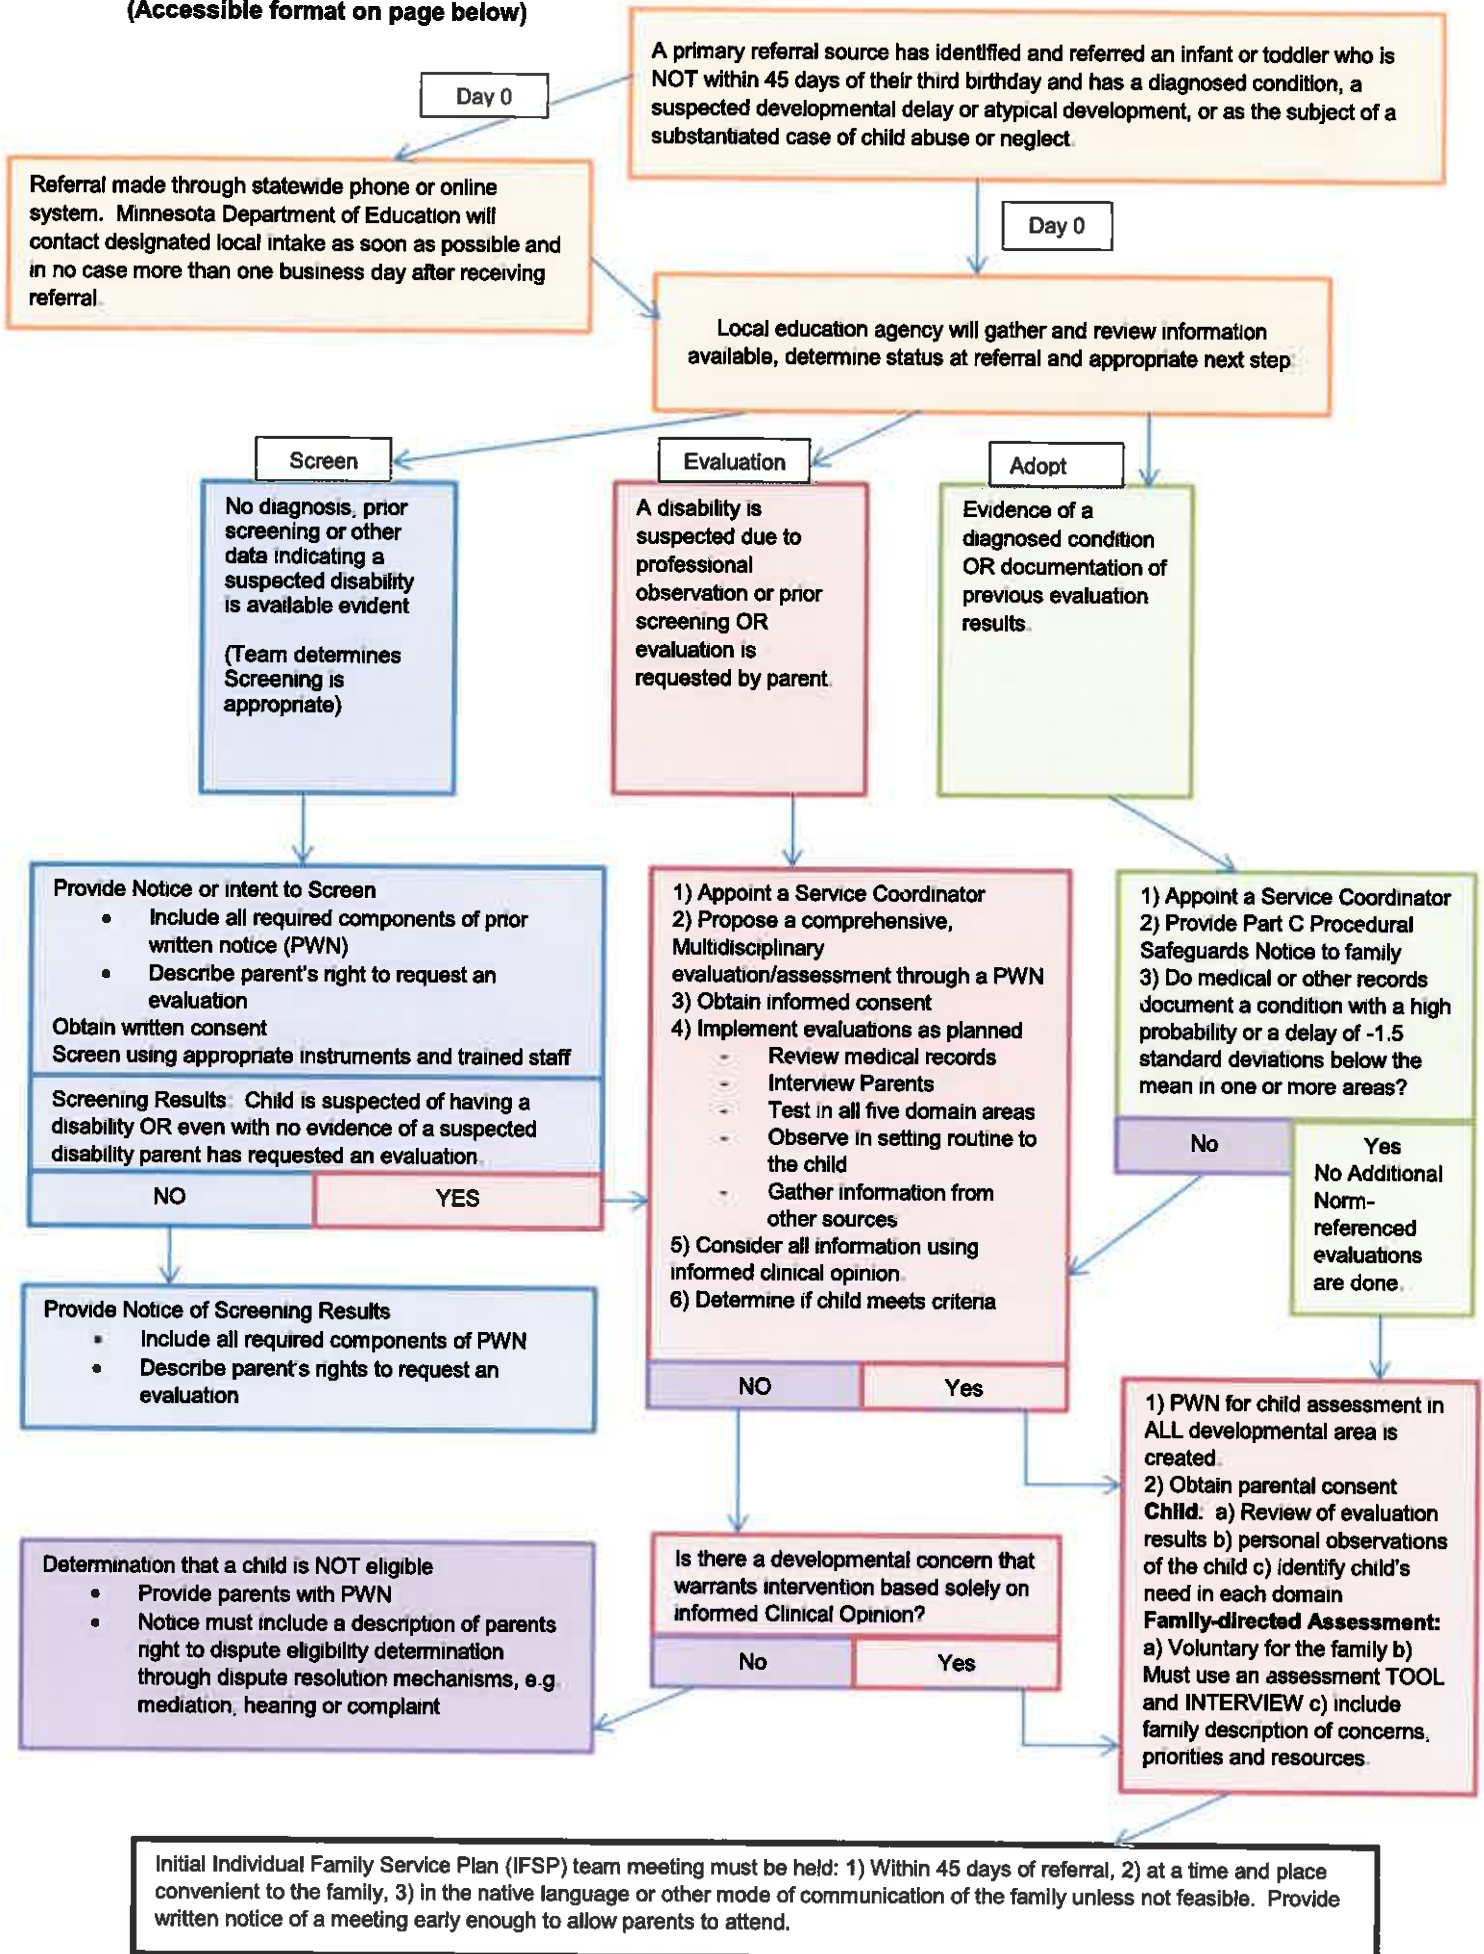 (Accessible format on page below)
A primary referral source has identified and referred an infant or toddler who is
NOT within 45 days of their third birthday and has a diagnosed condition, a
suspected developmental delay or atypical development, or as the subject of a
substantiated case of child abuse or neglect.
Day 0
Referral made through statewide phone or online
system. Minnesota Department of Education will
contact designated local intake as soon as possible and
in no case more than one business day after receiving
referral.
Day 0
Local education agency will gather and review information
available, determine status at referral and appropriate next step.
Screen
No diagnosis, prior
screening or other
data indicating a
suspected disability
is available evident
(Team determines
Screening is
appropriate)
Evaluation
A disability is
suspected due to
professional
observation or prior
screening OR
evaluation is
requested by parent.
Adopt
Evidence of a
diagnosed condition
OR documentation of
previous evaluation
results.
Provide Notice or intent to Screen
• Include all required components of prior
written notice (PWN)
• Describe parent's right to request an
evaluation
Obtain written consent
Screen using appropriate instruments and trained staff
Screening Results: Child is suspected of having a
disability OR even with no evidence of a suspected
disability parent has requested an evaluation.
NO
YES
Provide Notice of Screening Results
• Include all required components of PWN
• Describe parent's rights to request an
evaluation
1) Appoint a Service Coordinator
2) Propose a comprehensive,
Multidisciplinary
evaluation/assessment through a PWN
3) Obtain informed consent
4) Implement evaluations as planned
- Review medical records
- Interview Parents
- Test in all five domain areas
- Observe in setting routine to
the child
- Gather information from
other sources
5) Consider all information using
informed clinical opinion.
6) Determine if child meets criteria
NO
Yes
1) Appoint a Service Coordinator
2) Provide Part C Procedural
Safeguards Notice to family
3) Do medical or other records
document a condition with a high
probability or a delay of -1.5
standard deviations below the
mean in one or more areas?
No
Yes
No Additional
Norm-
referenced
evaluations
are done.
1) PWN for child assessment in
ALL developmental area is
created.
2) Obtain parental consent
Child: a) Review of evaluation
results b) personal observations
of the child c) identify child's
need in each domain
Family-directed Assessment:
a) Voluntary for the family b)
Must use an assessment TOOL
and INTERVIEW c) include
family description of concerns,
priorities and resources.
Is there a developmental concern that
warrants intervention based solely on
informed Clinical Opinion?
No
Yes
Determination that a child is NOT eligible
• Provide parents with PWN
• Notice must include a description of parents
right to dispute eligibility determination
through dispute resolution mechanisms, e.g.
mediation, hearing or complaint
Initial Individual Family Service Plan (IFSP) team meeting must be held: 1) Within 45 days of referral, 2) at a time and place
convenient to the family, 3) in the native language or other mode of communication of the family unless not feasible. Provide
written notice of a meeting early enough to allow parents to attend.